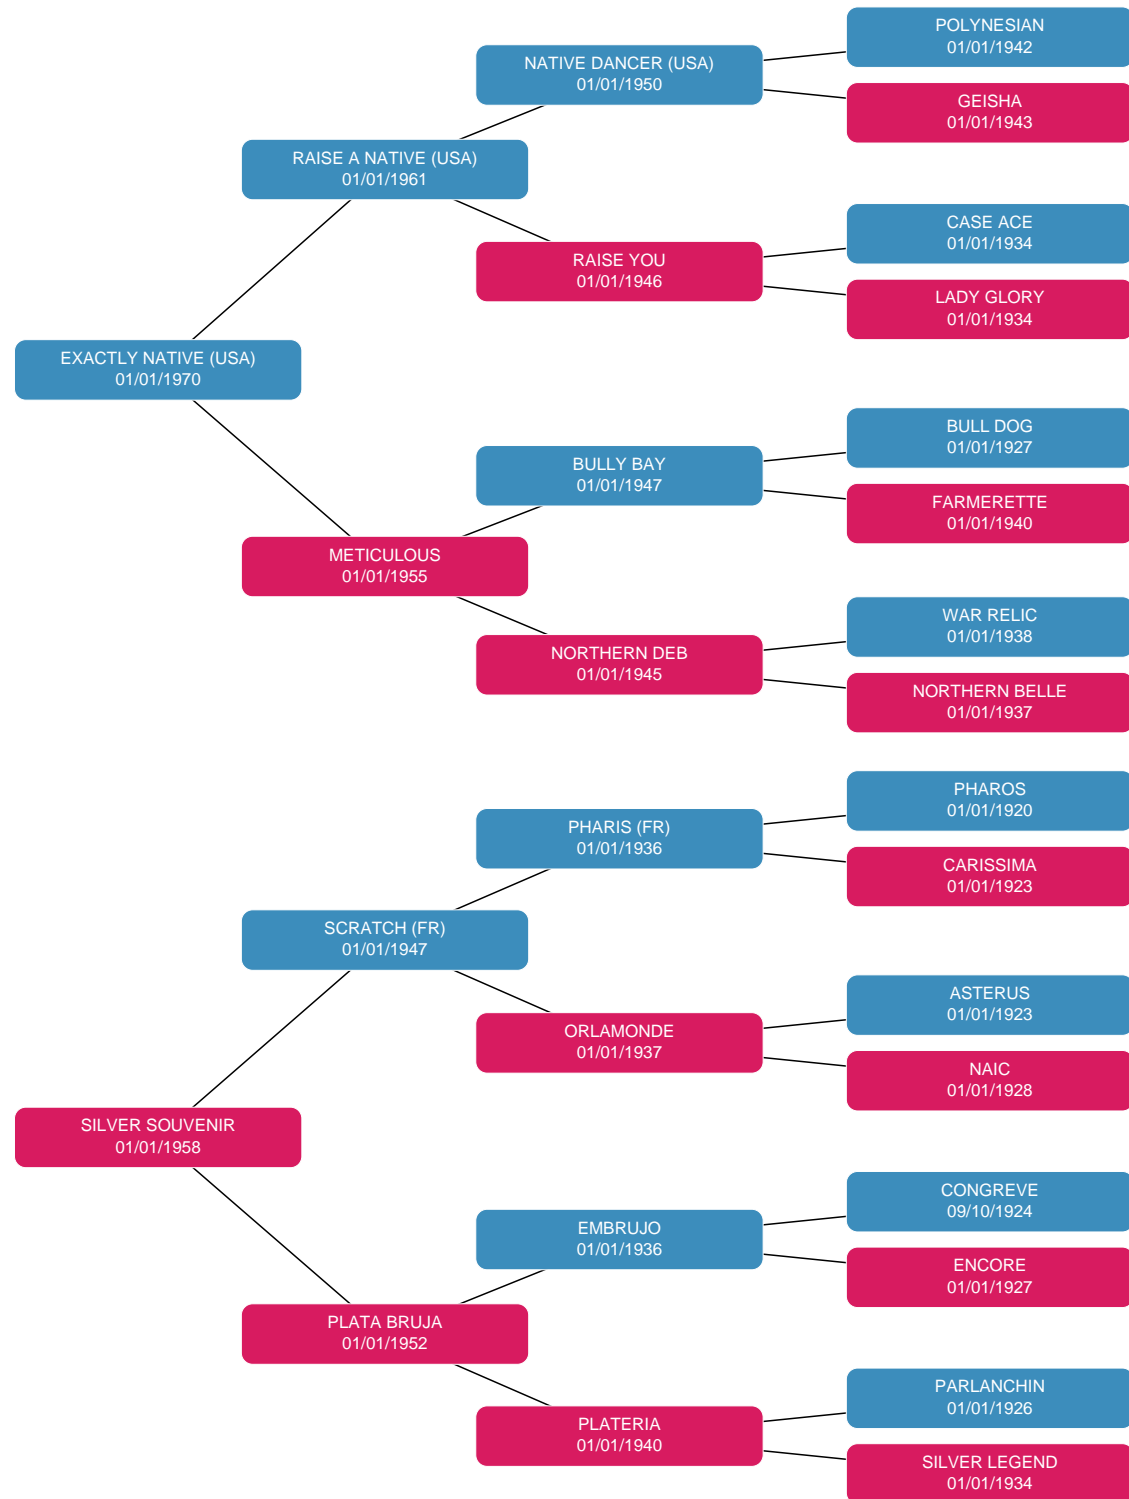 POLYNESIAN
01/01/1942
NATIVE DANCER (USA)
01/01/1950
GEISHA
01/01/1943
RAISE A NATIVE (USA)
01/01/1961
CASE ACE
01/01/1934
RAISE YOU
01/01/1946
LADY GLORY
01/01/1934
EXACTLY NATIVE (USA)
01/01/1970
BULL DOG
01/01/1927
BULLY BAY
01/01/1947
FARMERETTE
01/01/1940
METICULOUS
01/01/1955
WAR RELIC
01/01/1938
NORTHERN DEB
01/01/1945
NORTHERN BELLE
01/01/1937
PHAROS
01/01/1920
PHARIS (FR)
01/01/1936
CARISSIMA
01/01/1923
SCRATCH (FR)
01/01/1947
ASTERUS
01/01/1923
ORLAMONDE
01/01/1937
NAIC
01/01/1928
SILVER SOUVENIR
01/01/1958
CONGREVE
09/10/1924
EMBRUJO
01/01/1936
ENCORE
01/01/1927
PLATA BRUJA
01/01/1952
PARLANCHIN
01/01/1926
PLATERIA
01/01/1940
SILVER LEGEND
01/01/1934